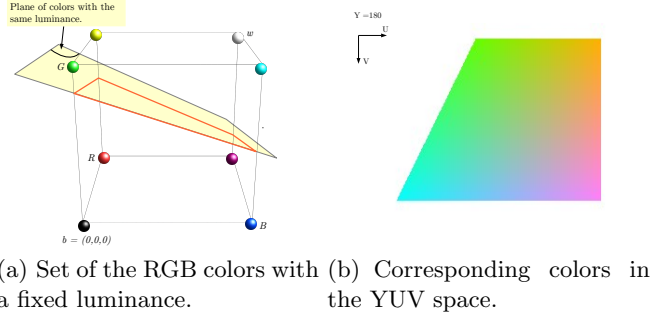 Plane of colors with the
same luminance.
w
G
R
B
b = (0,0,0)
Y =180
U
V
(a) Set of the RGB colors with
a fixed luminance.
(b) Corresponding colors in
the YUV space.